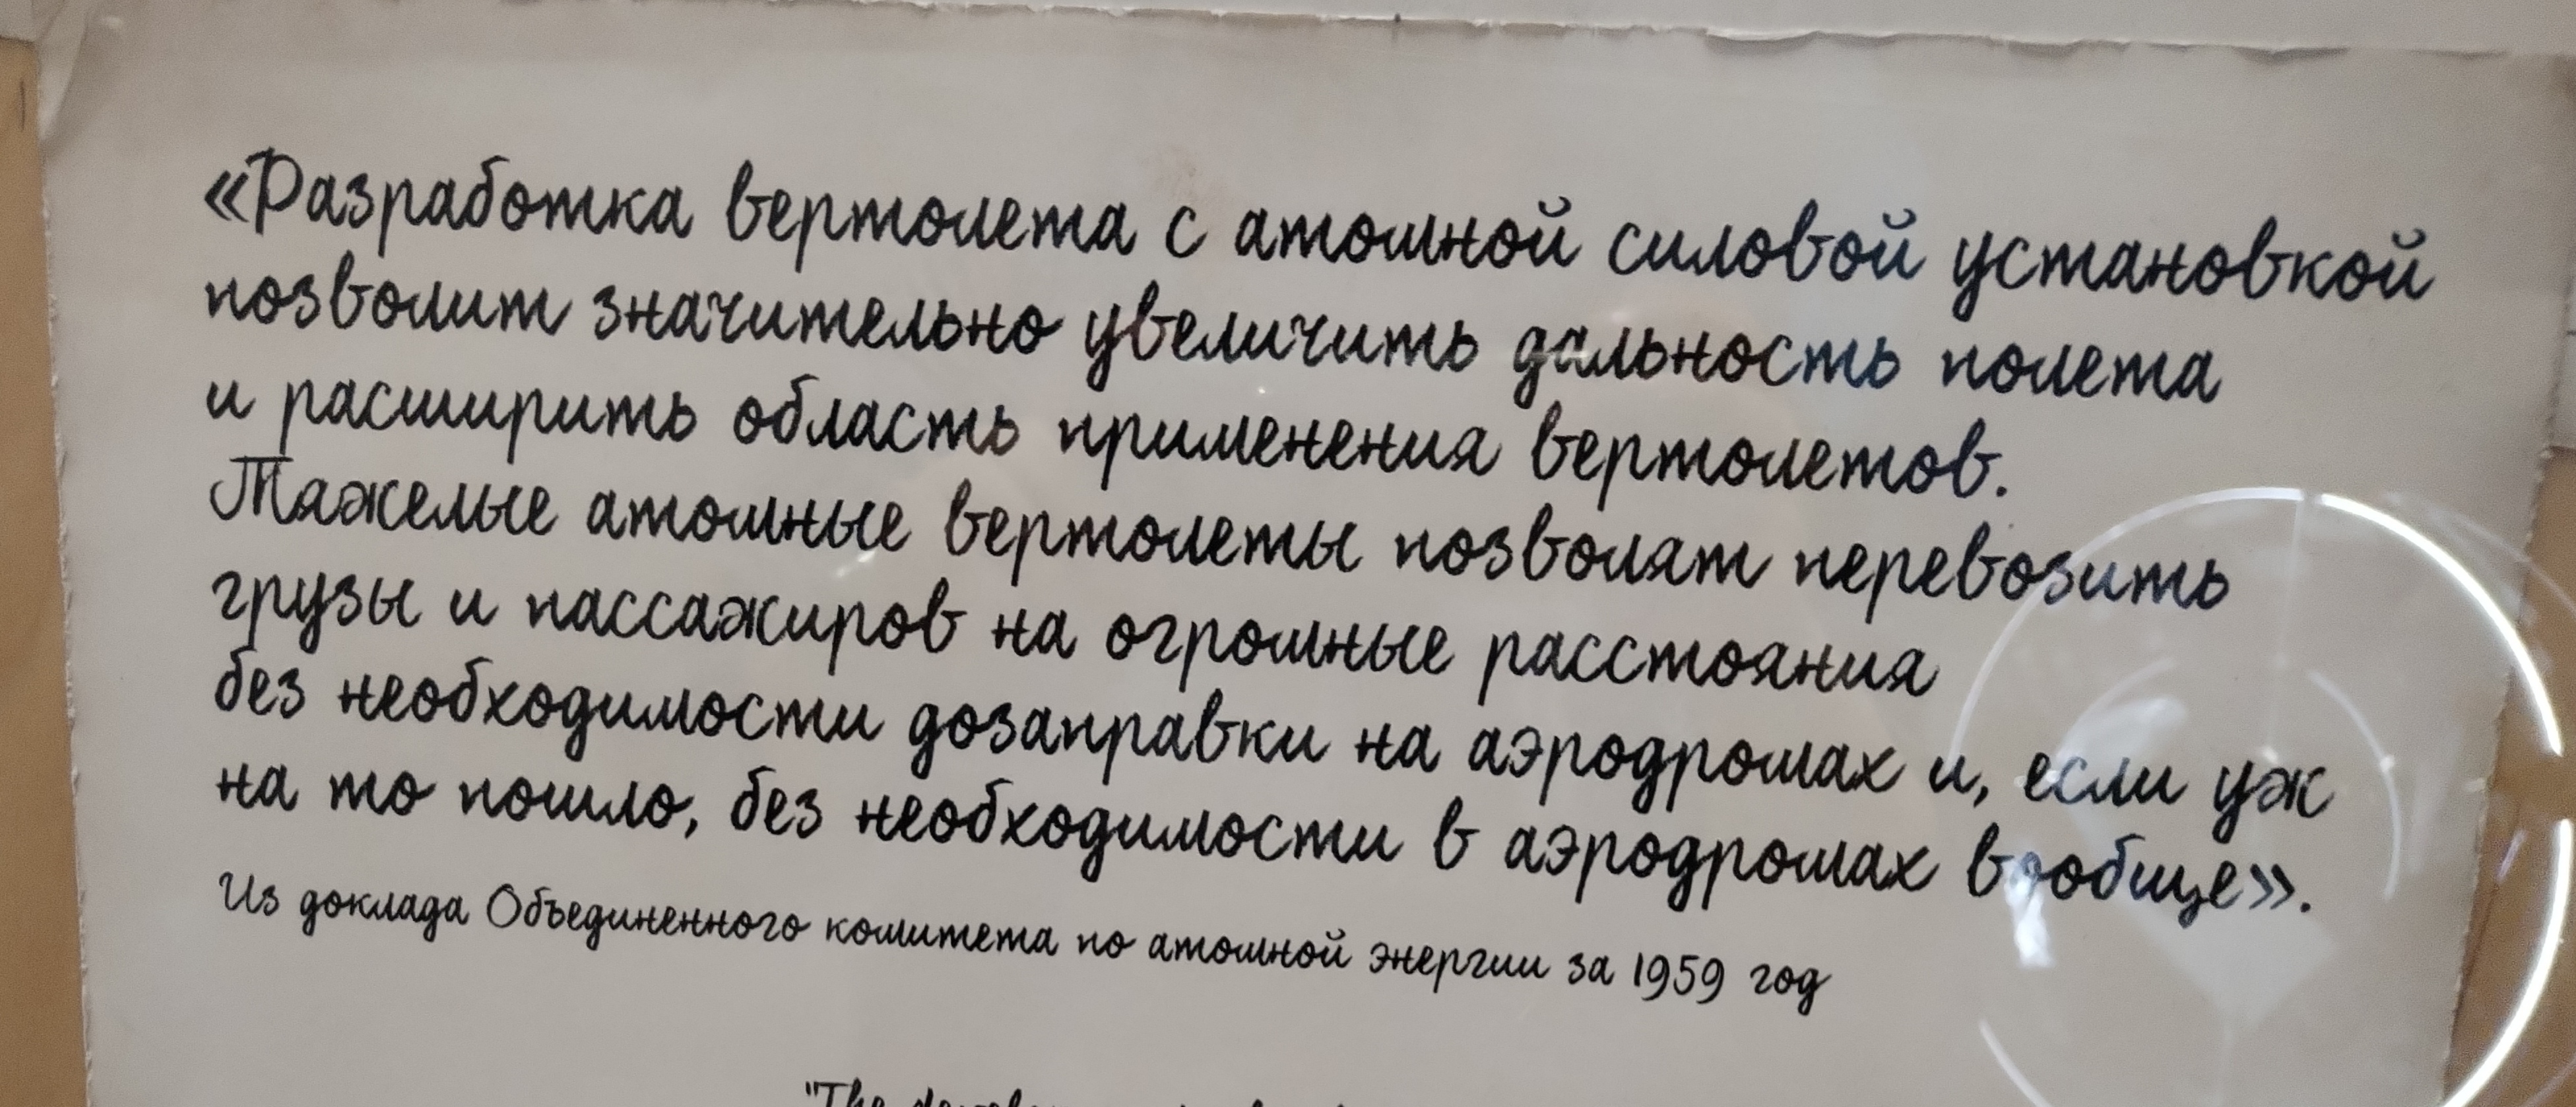 «Разработка вертолета с атомной силовой установкой
позволит значительно увеличить дальность полета
и расширить область применения вертолетов.
Тяжелые атомные вертолеты позволят перевозить
грузы и пассажиров на огромные расстояния
без необходимости дозаправки на аэродромах и, если уж
на то пошло, без необходимости в аэродромах вообще».
Из доклада Объединенного комитета по атомной энергии за 1959 год
"The